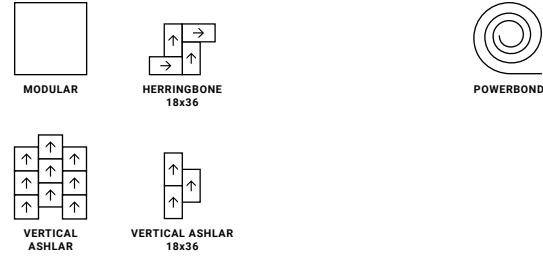 MODULAR
HERRINGBONE
18x36
POWERBOND
VERTICAL
ASHLAR
VERTICAL ASHLAR
18x36